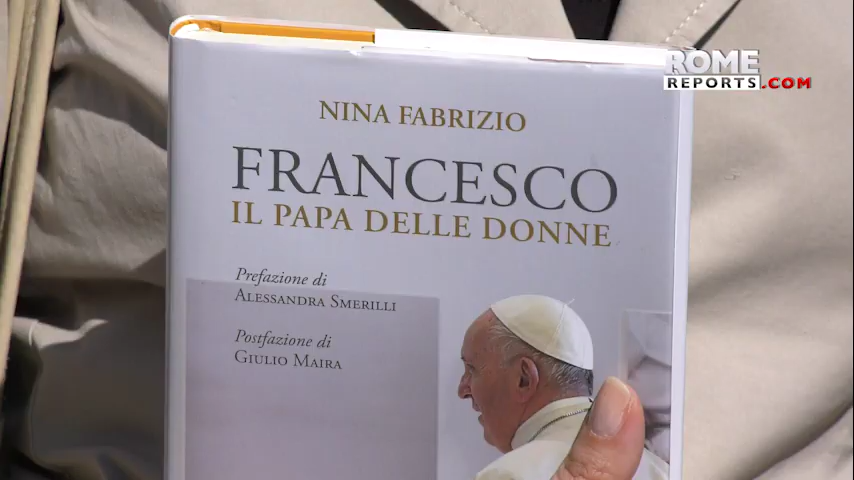 ROME
REPORTS.COM
NINA FABRIZIO
FRANCESCO
IL PAPA DELLE DONNE
Prefazione di
ALESSANDRA SMERILLI
Postfazione di
GIULIO MAIRA